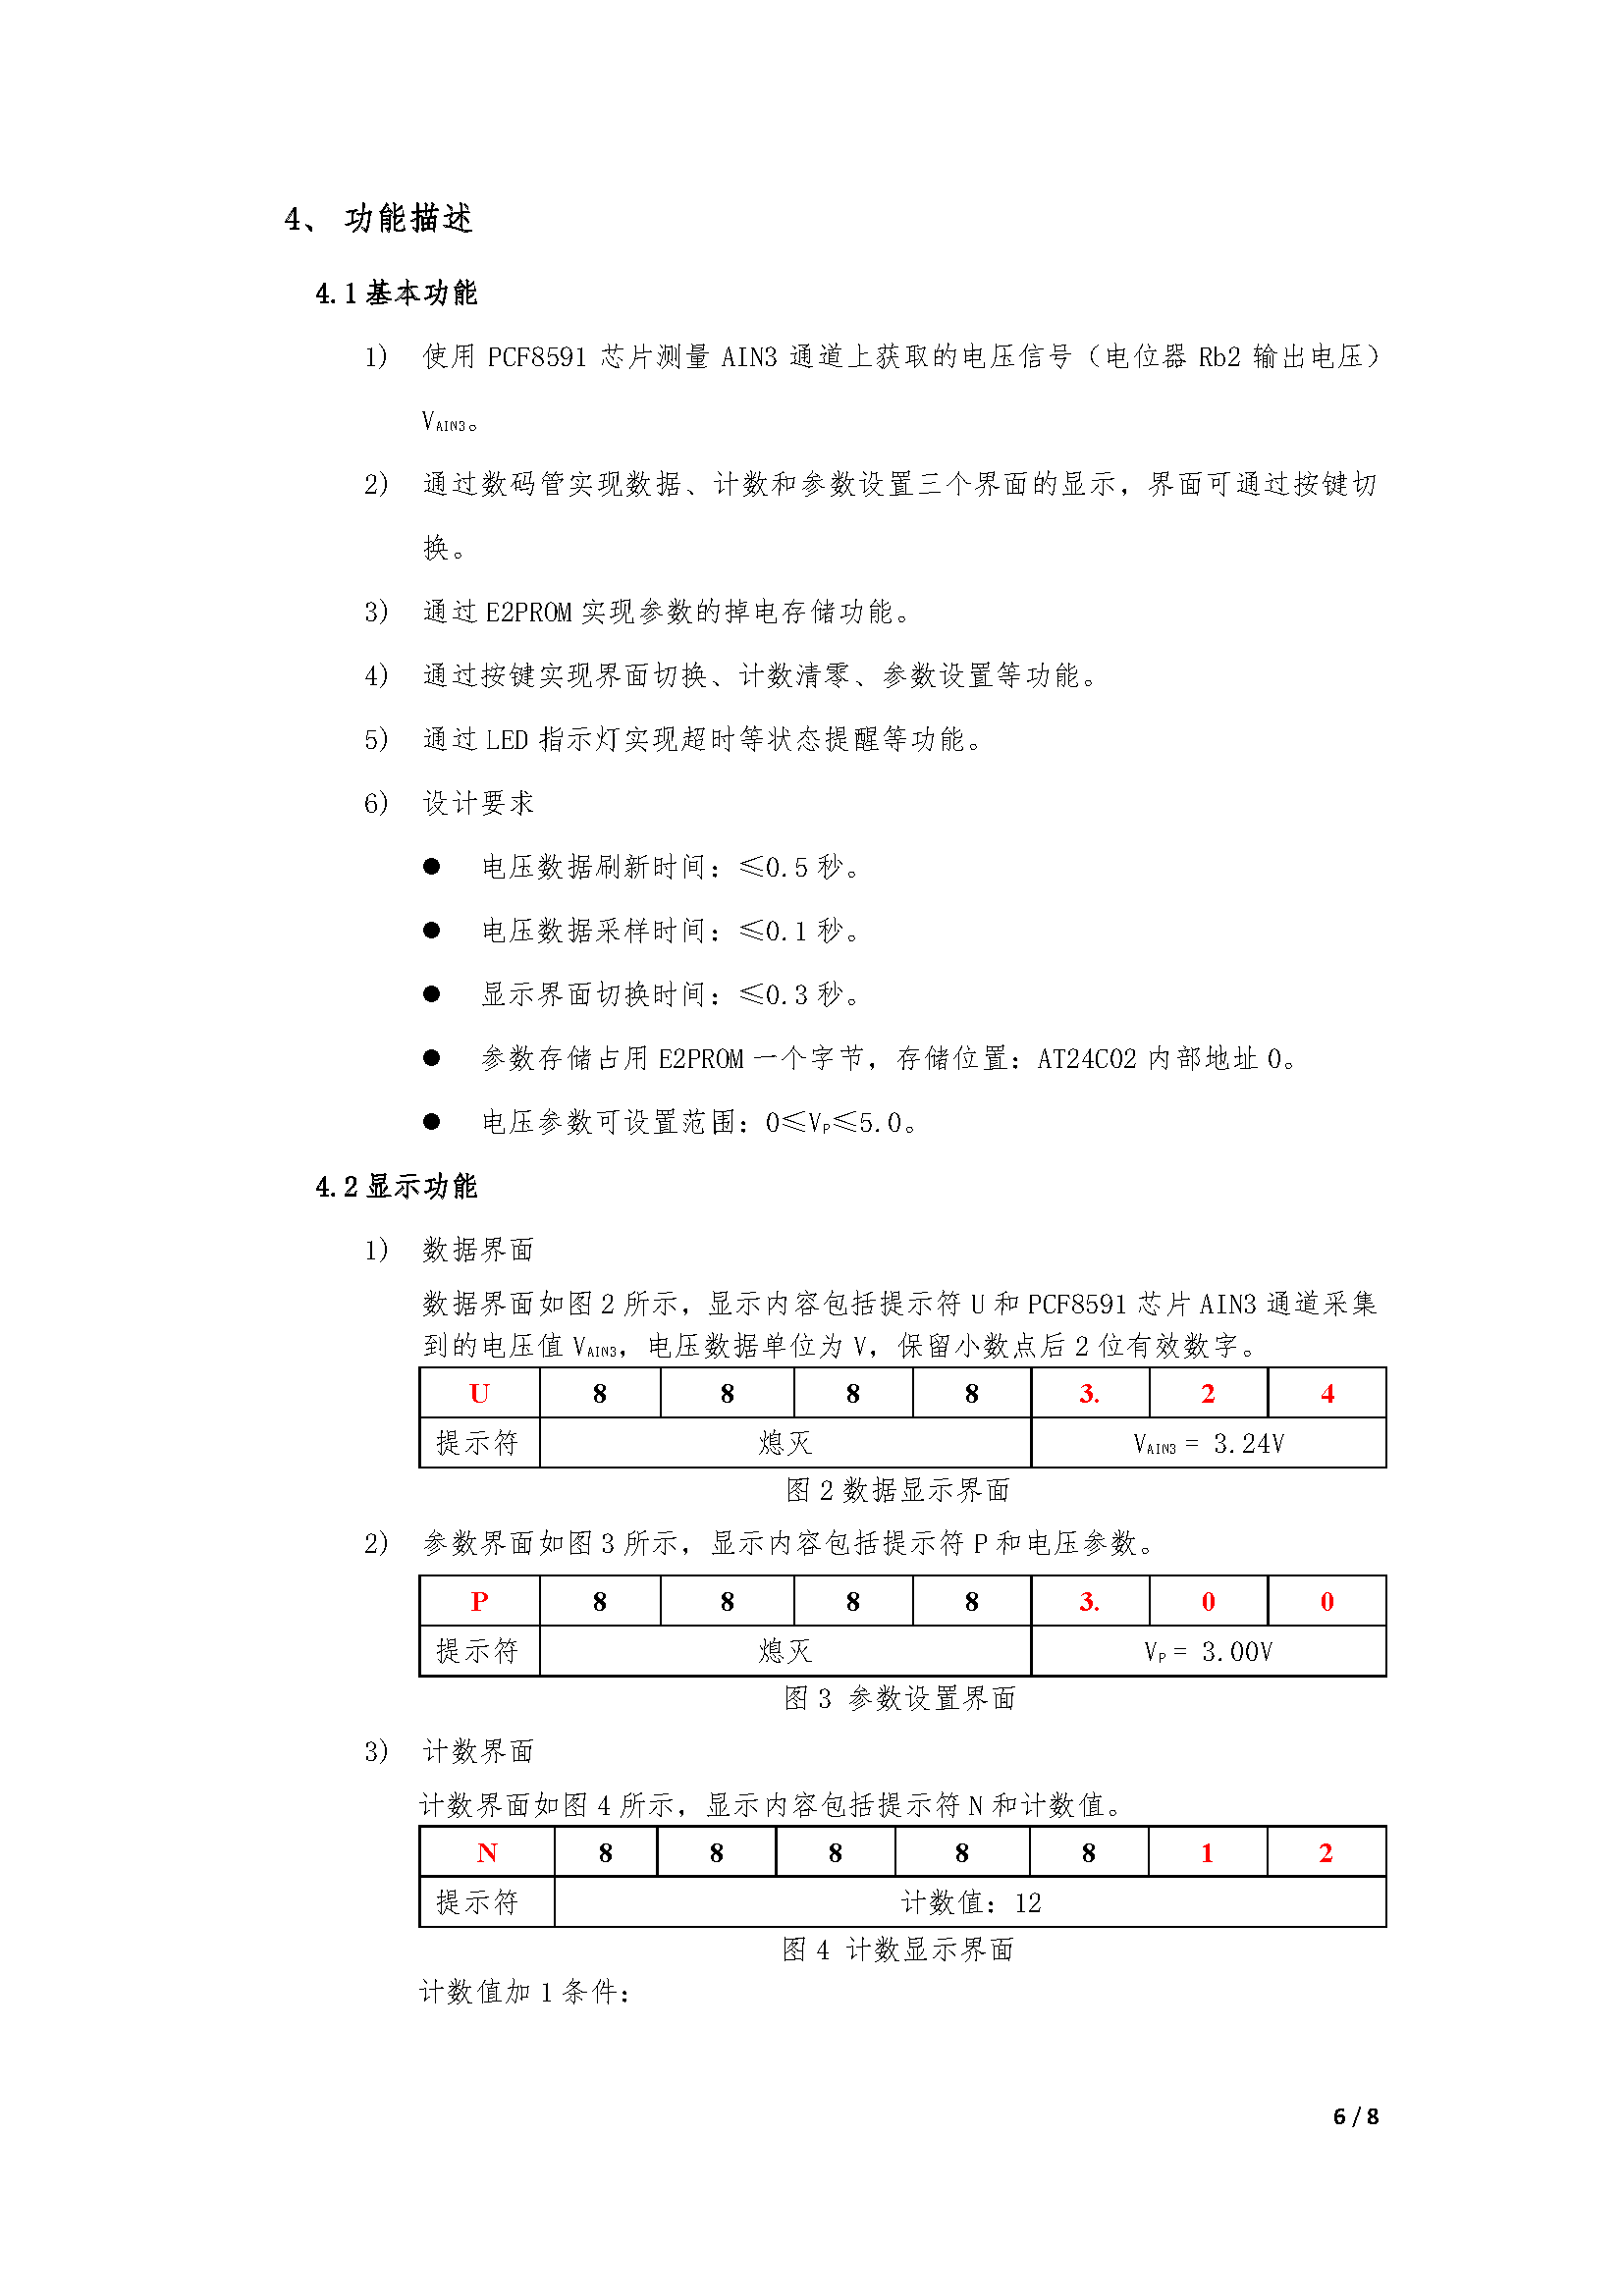 4、 功能描述
4.1 基本功能
1) 使用 PCF8591 芯片测量 AIN3 通道上获取的电压信号（电位器 Rb2 输出电压）
VAIN3。
2) 通过数码管实现数据、计数和参数设置三个界面的显示，界面可通过按键切
换。
3) 通过 E2PROM 实现参数的掉电存储功能。
4) 通过按键实现界面切换、计数清零、参数设置等功能。
5) 通过 LED 指示灯实现超时等状态提醒等功能。
6) 设计要求
● 电压数据刷新时间：≤0.5 秒。
● 电压数据采样时间：≤0.1 秒。
● 显示界面切换时间：≤0.3 秒。
● 参数存储占用 E2PROM 一个字节，存储位置：AT24C02 内部地址 0。
● 电压参数可设置范围：0≤VP≤5.0。
4.2 显示功能
1) 数据界面
数据界面如图 2 所示，显示内容包括提示符 U 和 PCF8591 芯片 AIN3 通道采集
到的电压值 VAIN3，电压数据单位为 V，保留小数点后 2 位有效数字。
U 8 8 8 8 3. 2 4
提示符 熄灭 VAIN3 = 3.24V
图 2 数据显示界面
2) 参数界面如图 3 所示，显示内容包括提示符 P 和电压参数。
P 8 8 8 8 3. 0 0
提示符 熄灭 VP = 3.00V
图 3 参数设置界面
3) 计数界面
计数界面如图 4 所示，显示内容包括提示符 N 和计数值。
N 8 8 8 8 8 1 2
提示符 计数值：12
图 4 计数显示界面
计数值加 1 条件：
6 / 8